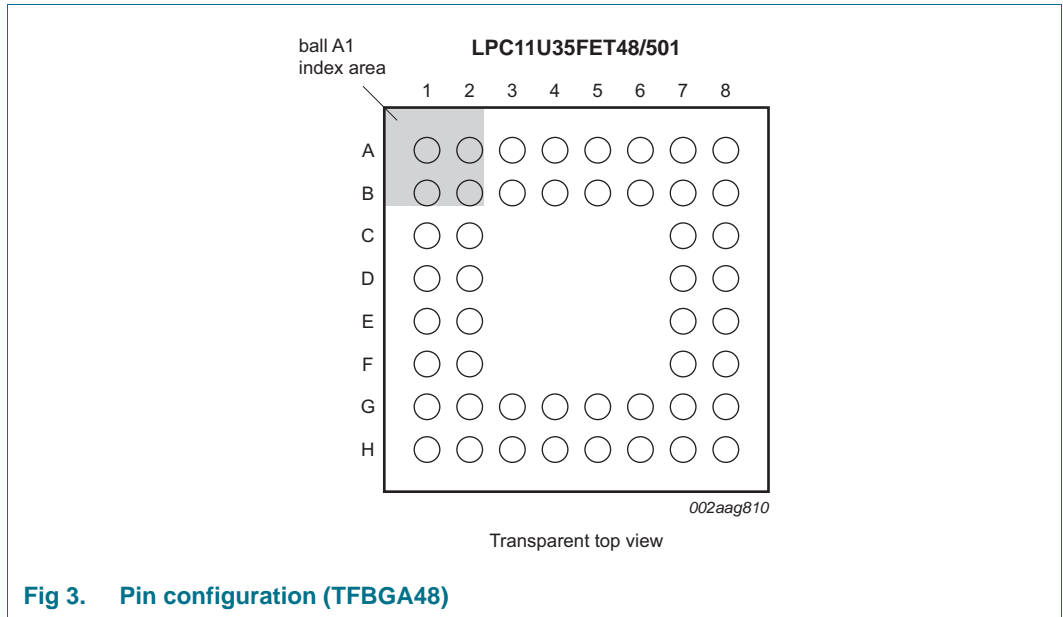 ball A1
index area
LPC11U35FET48/501
1 2 3 4 5 6 7 8
A
B
C
D
E
F
G
H
002aag810
Transparent top view
Fig 3. Pin configuration (TFBGA48)